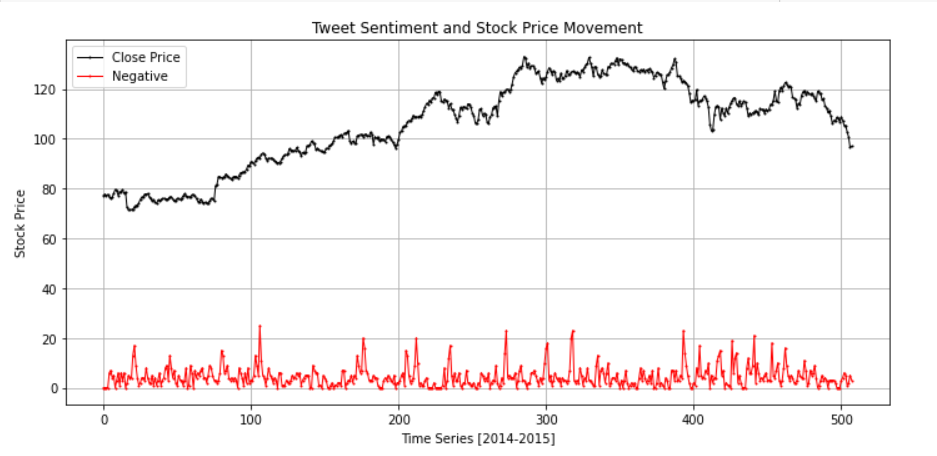 Tweet Sentiment and Stock Price Movement
Close Price
Negative
120
100
80
60
40
20
0
Stock Price
0 100 200 300 400 500
Time Series [2014-2015]